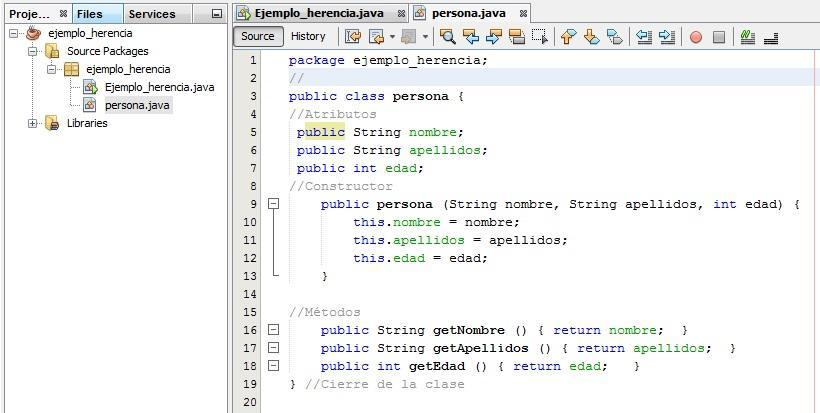 Proje...
Files
Services
ejemplo_herencia
Source Packages
ejemplo_herencia
Ejemplo_herencia.java
persona.java
Libraries
Ejemplo_herencia.java
persona.java
Source
History
1 package ejemplo_herencia;
2 //
3 public class persona {
4 //Atributos
5 public String nombre;
6 public String apellidos;
7 public int edad;
8 //Constructor
9 public persona (String nombre, String apellidos, int edad) {
10 this.nombre = nombre;
11 this.apellidos = apellidos;
12 this.edad = edad;
13 }
14
15 //Métodos
16 public String getNombre () { return nombre; }
17 public String getApellidos () { return apellidos; }
18 public int getEdad () { return edad; }
19 } //Cierre de la clase
20